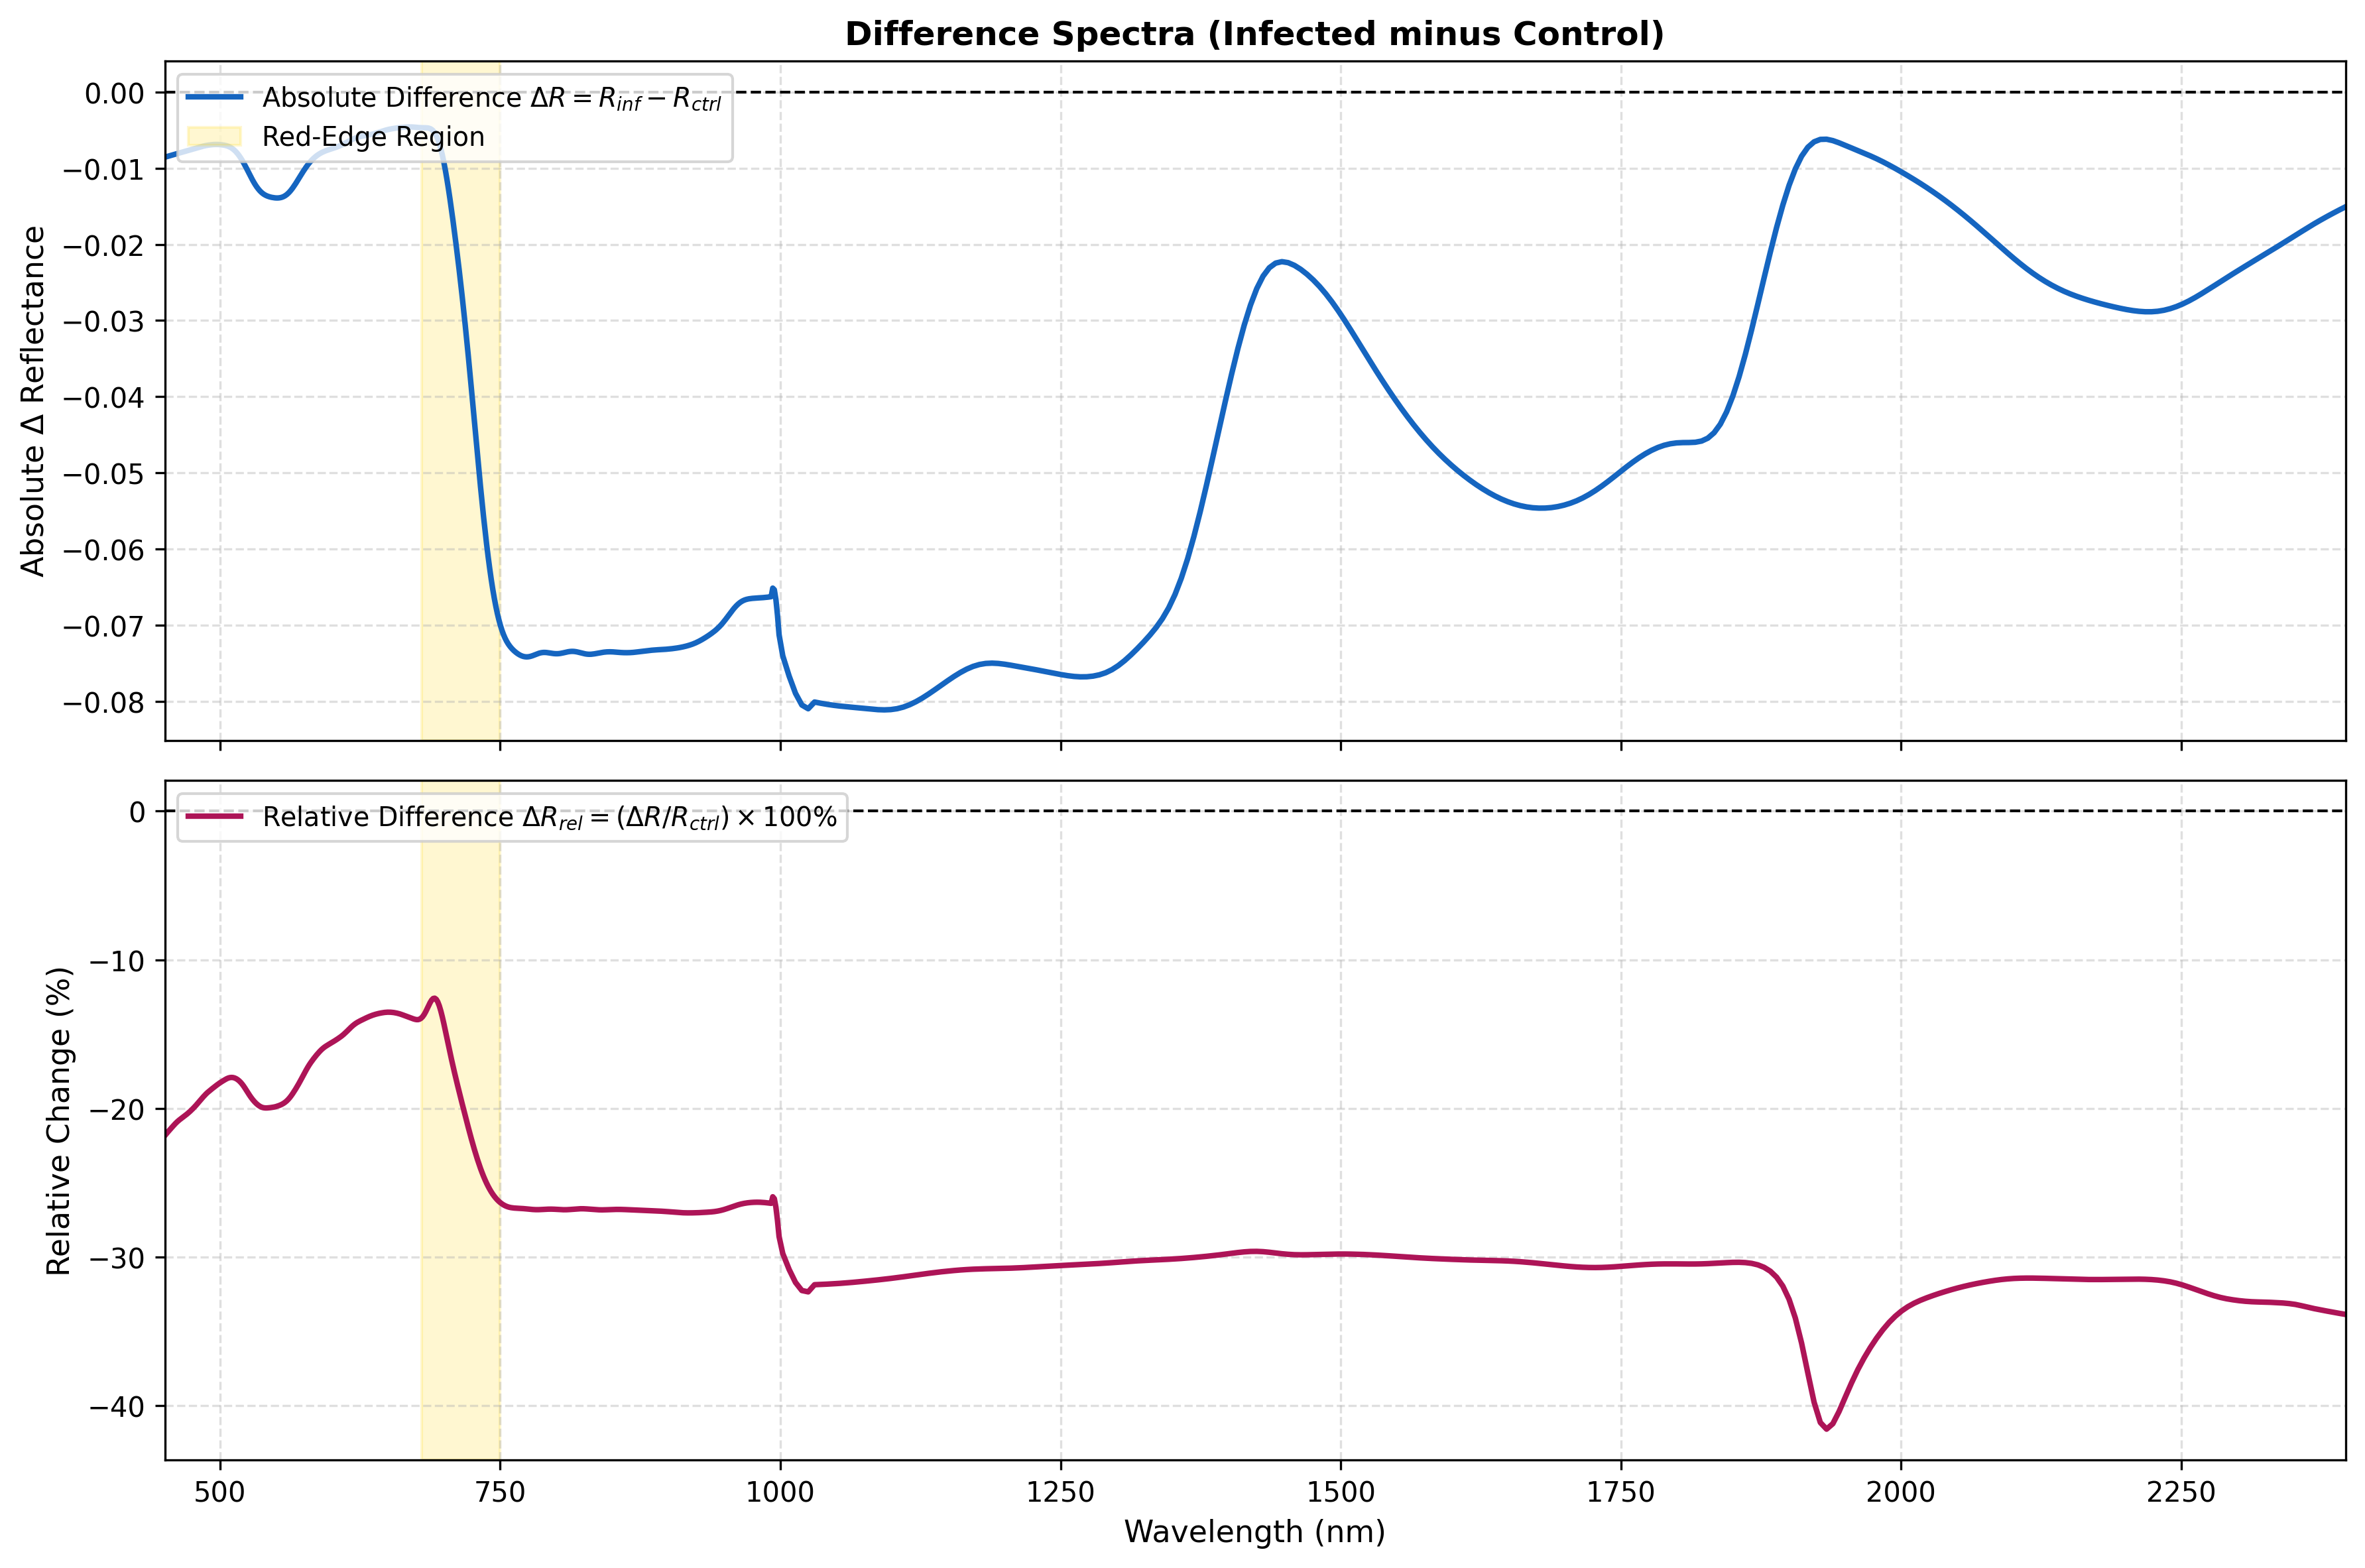 Difference Spectra (Infected minus Control)
Absolute Difference ΔR = R_inf − R_ctrl
Red-Edge Region
Absolute Δ Reflectance
0.00
−0.01
−0.02
−0.03
−0.04
−0.05
−0.06
−0.07
−0.08
Relative Difference ΔR_rel = (ΔR/R_ctrl) × 100%
Relative Change (%)
0
−10
−20
−30
−40
500 750 1000 1250 1500 1750 2000 2250
Wavelength (nm)